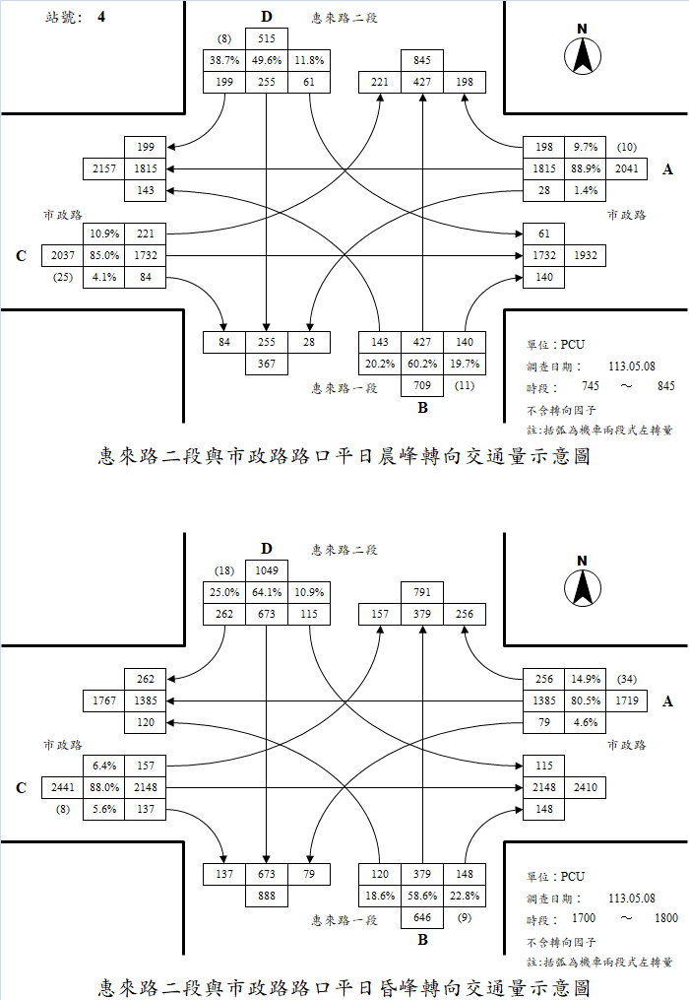 站號: 4
D 惠來路二段
(8) 515
38.7% 49.6% 11.8%
199 255 61
N
845
221 427 198
199
2157 1815
143
198 9.7% (10)
1815 88.9% 2041 A
28 1.4%
市政路
市政路
10.9% 221
C 2037 85.0% 1732
(25) 4.1% 84
61
1732 1932
140
84 255 28
367
143 427 140
20.2% 60.2% 19.7%
惠來路一段 709 (11)
B
單位:PCU
調查日期: 113.05.08
時段: 745 ~ 845
不含轉向因子
註:括弧為機車兩段式左轉量
惠來路二段與市政路路口平日晨峰轉向交通量示意圖
D 惠來路二段
(18) 1049
25.0% 64.1% 10.9%
262 673 115
N
791
157 379 256
262
1767 1385
120
256 14.9% (34)
1385 80.5% 1719 A
79 4.6%
市政路
市政路
6.4% 157
C 2441 88.0% 2148
(8) 5.6% 137
115
2148 2410
148
137 673 79
888
120 379 148
18.6% 58.6% 22.8%
惠來路一段 646 (9)
B
單位:PCU
調查日期: 113.05.08
時段: 1700 ~ 1800
不含轉向因子
註:括弧為機車兩段式左轉量
惠來路二段與市政路路口平日昏峰轉向交通量示意圖